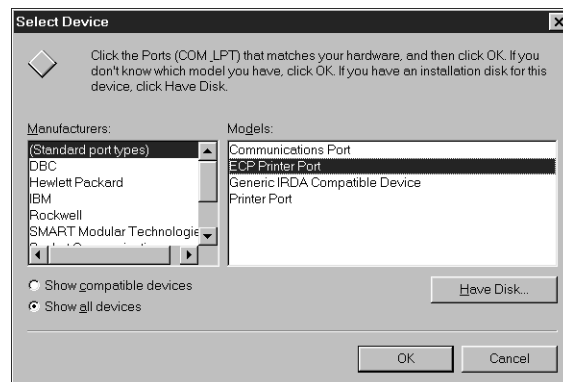 Select Device
Click the Ports (COM_LPT) that matches your hardware, and then click OK. If you
don't know which model you have, click OK. If you have an installation disk for this
device, click Have Disk.
Manufacturers:
(Standard port types)
DBC
Hewlett Packard
IBM
Rockwell
SMART Modular Technologie
Models:
Communications Port
ECP Printer Port
Generic IRDA Compatible Device
Printer Port
Show compatible devices
Show all devices
Have Disk...
OK
Cancel